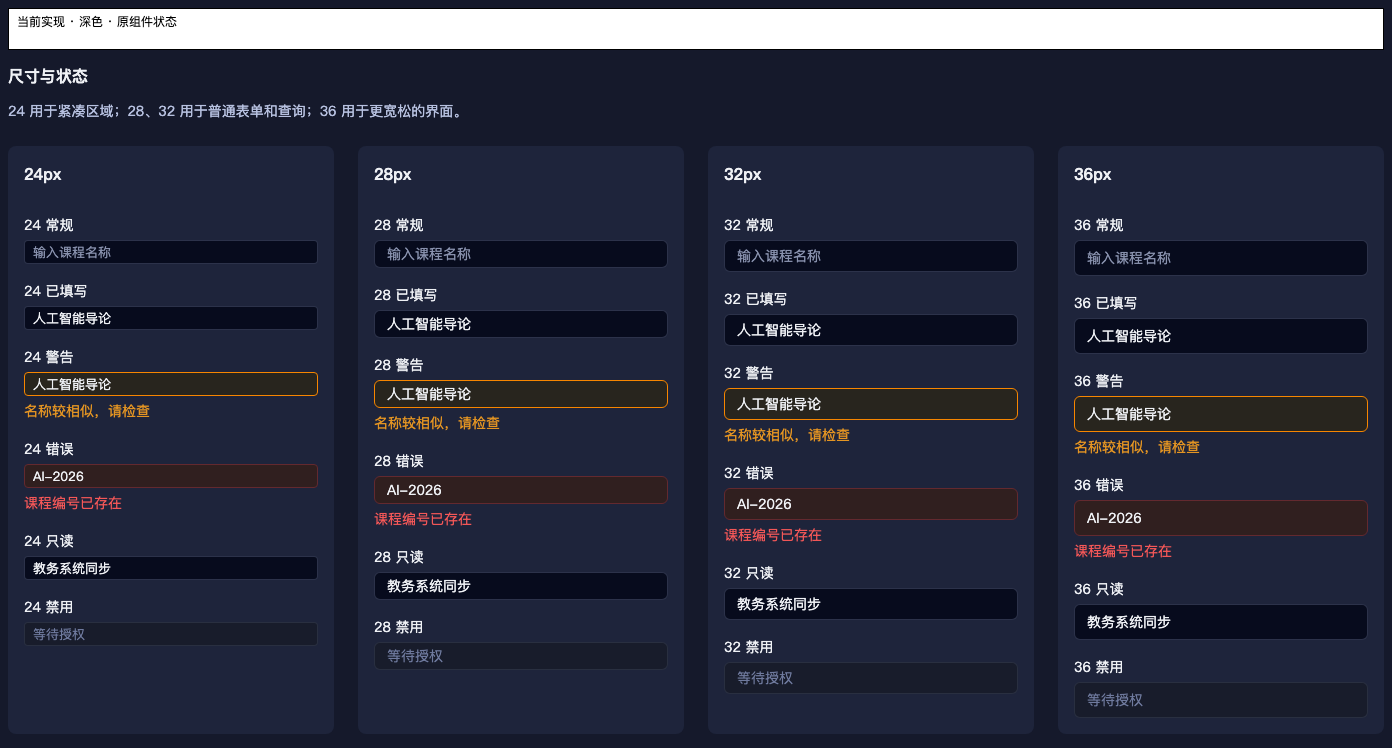 当前实现 · 深色 · 原组件状态
尺寸与状态
24 用于紧凑区域；28、32 用于普通表单和查询；36 用于更宽松的界面。
24px
24 常规
输入课程名称
24 已填写
人工智能导论
24 警告
人工智能导论
名称较相似，请检查
24 错误
AI-2026
课程编号已存在
24 只读
教务系统同步
24 禁用
等待授权
28px
28 常规
输入课程名称
28 已填写
人工智能导论
28 警告
人工智能导论
名称较相似，请检查
28 错误
AI-2026
课程编号已存在
28 只读
教务系统同步
28 禁用
等待授权
32px
32 常规
输入课程名称
32 已填写
人工智能导论
32 警告
人工智能导论
名称较相似，请检查
32 错误
AI-2026
课程编号已存在
32 只读
教务系统同步
32 禁用
等待授权
36px
36 常规
输入课程名称
36 已填写
人工智能导论
36 警告
人工智能导论
名称较相似，请检查
36 错误
AI-2026
课程编号已存在
36 只读
教务系统同步
36 禁用
等待授权